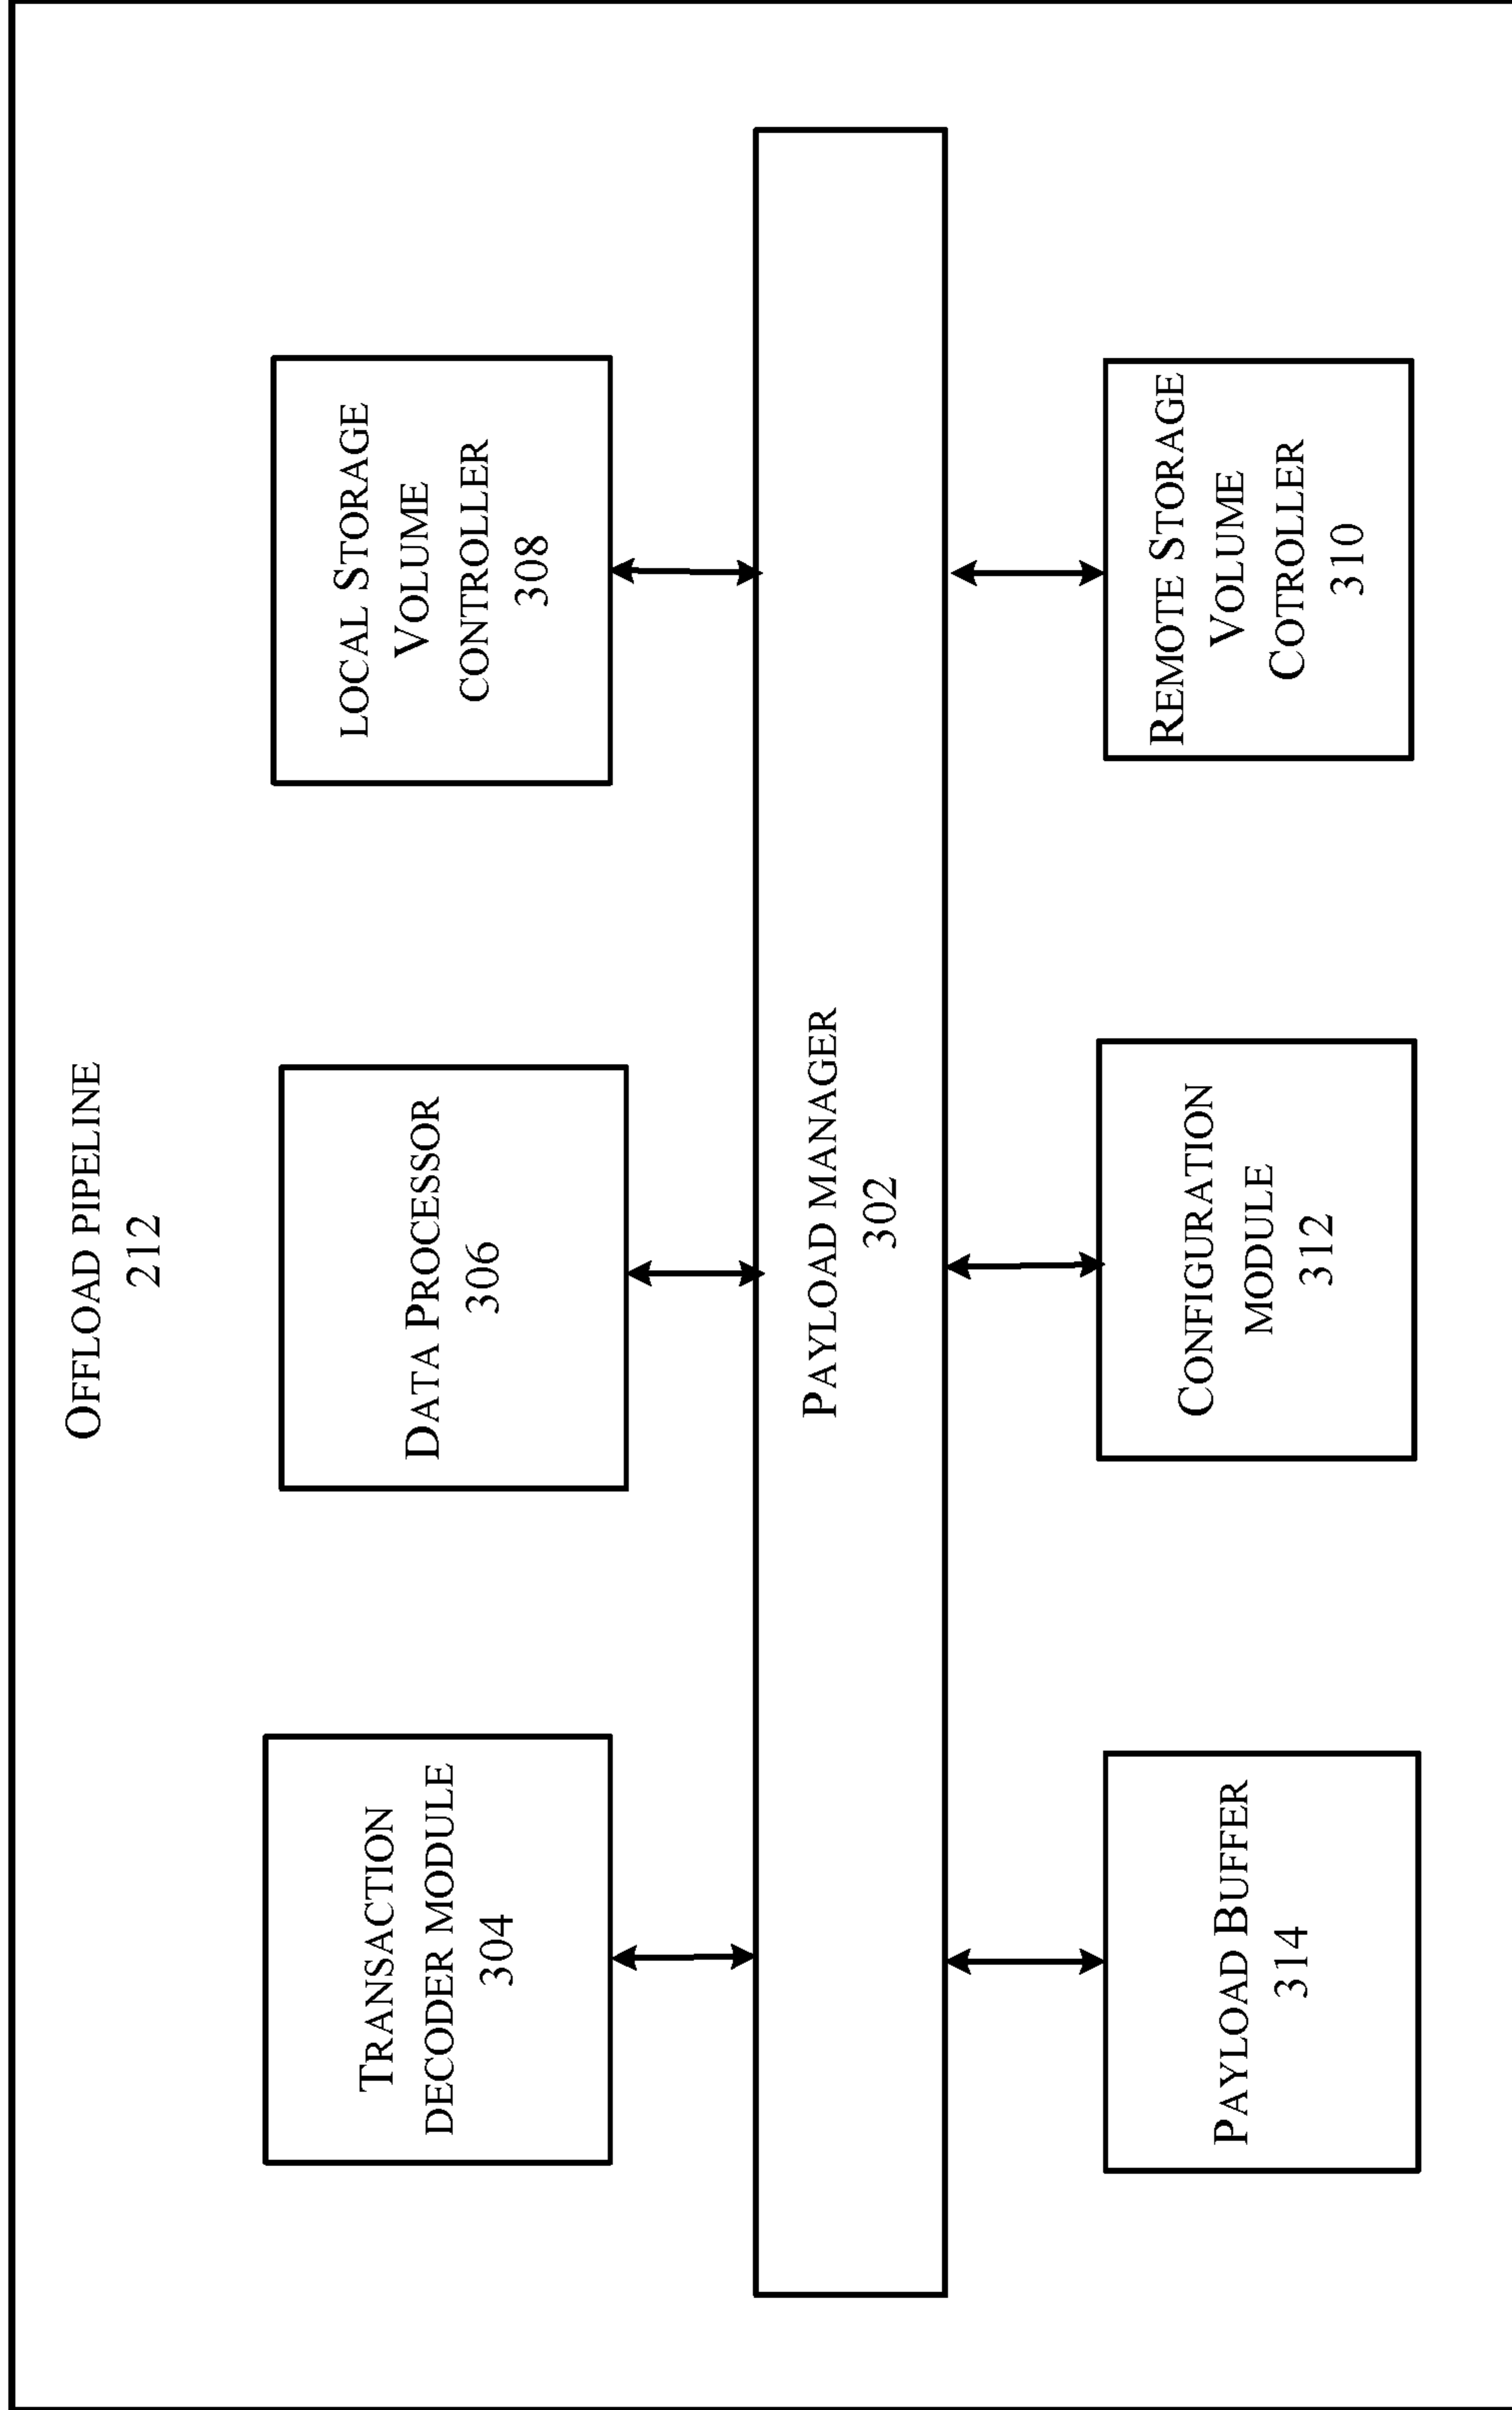 OFFLOAD PIPELINE
212
TRANSACTION
DECODER MODULE
304
DATA PROCESSOR
306
LOCAL STORAGE
VOLUME
CONTROLLER
308
PAYLOAD MANAGER
302
PAYLOAD BUFFER
314
CONFIGURATION
MODULE
312
REMOTE STORAGE
VOLUME
COTROLLER
310